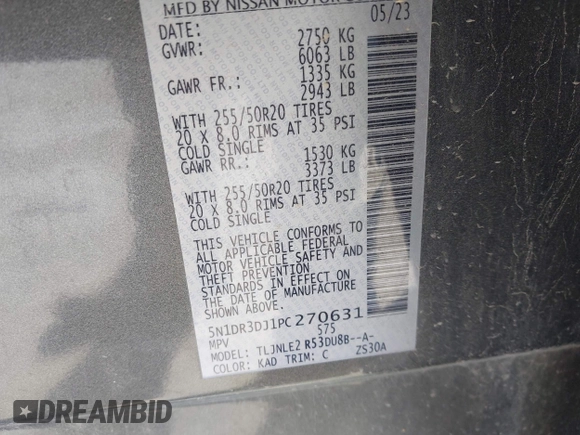 MFD BY NISSAN MOTOR
DATE: 05/23
GVWR: 2750 KG
6063 LB
GAWR FR.: 1335 KG
2943 LB
WITH 255/50R20 TIRES
20 X 8.0 RIMS AT 35 PSI
COLD SINGLE
GAWR RR.: 1530 KG
3373 LB
WITH 255/50R20 TIRES
20 X 8.0 RIMS AT 35 PSI
COLD SINGLE
THIS VEHICLE CONFORMS TO
ALL APPLICABLE FEDERAL
MOTOR VEHICLE SAFETY AND
THEFT PREVENTION
STANDARDS IN EFFECT ON
THE DATE OF MANUFACTURE
SHOWN ABOVE.
5N1DR3DJ1PC270631
MPV 575
MODEL: TLJNLE2 R53DU8B--A-
COLOR: KAD TRIM: C ZS30A
DREAMBID